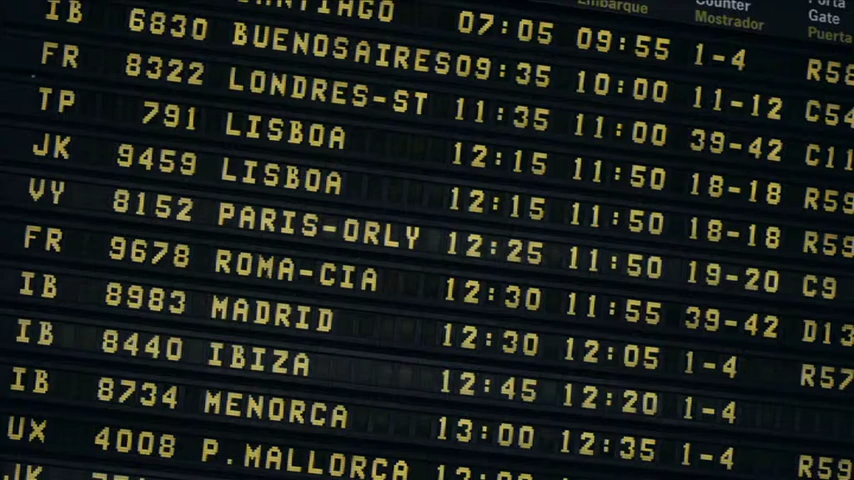 Embarque
Counter
Mostrador
Porta
Gate
Puerta
SANTIAGO 07:05 09:55 1-4 R58
IB 6830 BUENOSAIRES 09:35 10:00 11-12 C54
FR 8322 LONDRES-ST 11:35 11:00 39-42 C11
TP 791 LISBOA 12:15 11:50 18-18 R59
JK 9459 LISBOA 12:15 11:50 18-18 R59
VY 8152 PARIS-ORLY 12:25 11:50 19-20 C9
FR 9678 ROMA-CIA 12:30 11:55 39-42 D13
IB 8983 MADRID 12:30 12:05 1-4 R57
IB 8440 IBIZA 12:45 12:20 1-4
IB 8734 MENORCA 13:00 12:35 1-4 R59
UX 4008 P.MALLORCA
JK